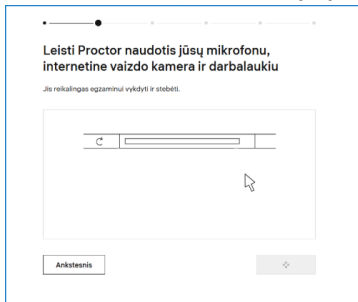 Leisti Proctor naudotis jūsų mikrofonu,
internetine vaizdo kamera ir darbalaukiu
Jis reikalingas egzaminui vykdyti ir stebėti.
Ankstesnis